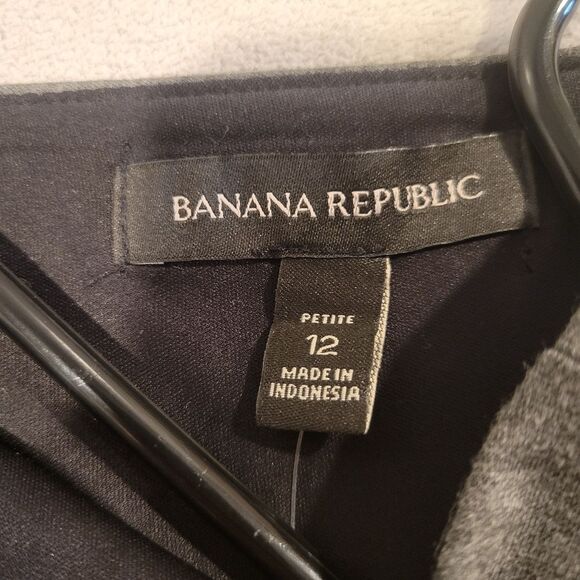 BANANA REPUBLIC
PETITE
12
MADE IN
INDONESIA